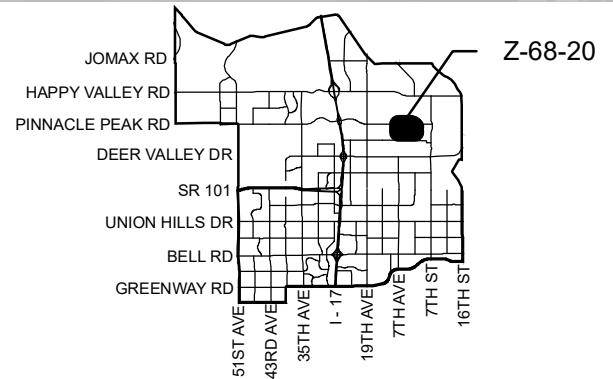 JOMAX RD
Z-68-20
HAPPY VALLEY RD
PINNACLE PEAK RD
DEER VALLEY DR
SR 101
UNION HILLS DR
BELL RD
GREENWAY RD
51ST AVE
43RD AVE
35TH AVE
I - 17
19TH AVE
7TH AVE
7TH ST
16TH ST